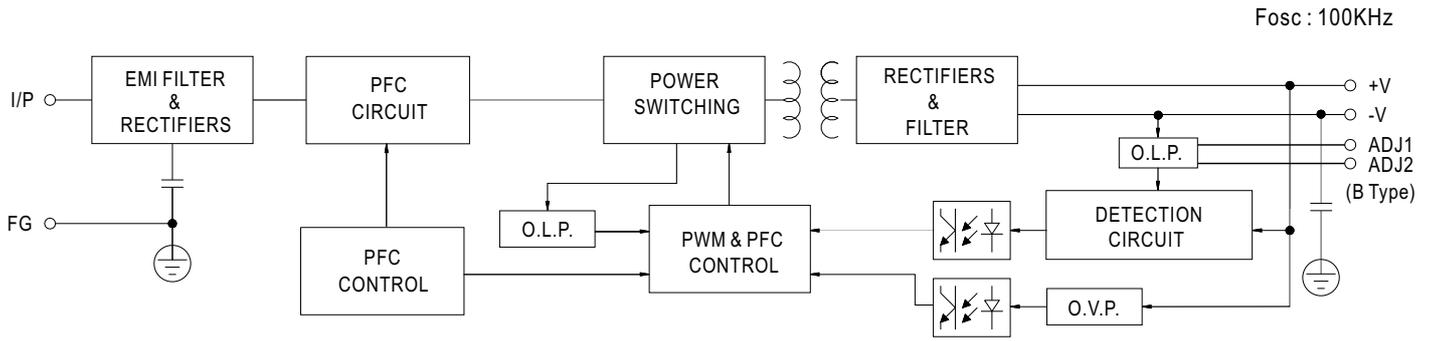 Fosc : 100KHz
I/P
EMI FILTER
&
RECTIFIERS
PFC
CIRCUIT
POWER
SWITCHING
RECTIFIERS
&
FILTER
+V
-V
O.L.P.
ADJ1
ADJ2
(B Type)
FG
O.L.P.
PFC
CONTROL
PWM & PFC
CONTROL
DETECTION
CIRCUIT
O.V.P.